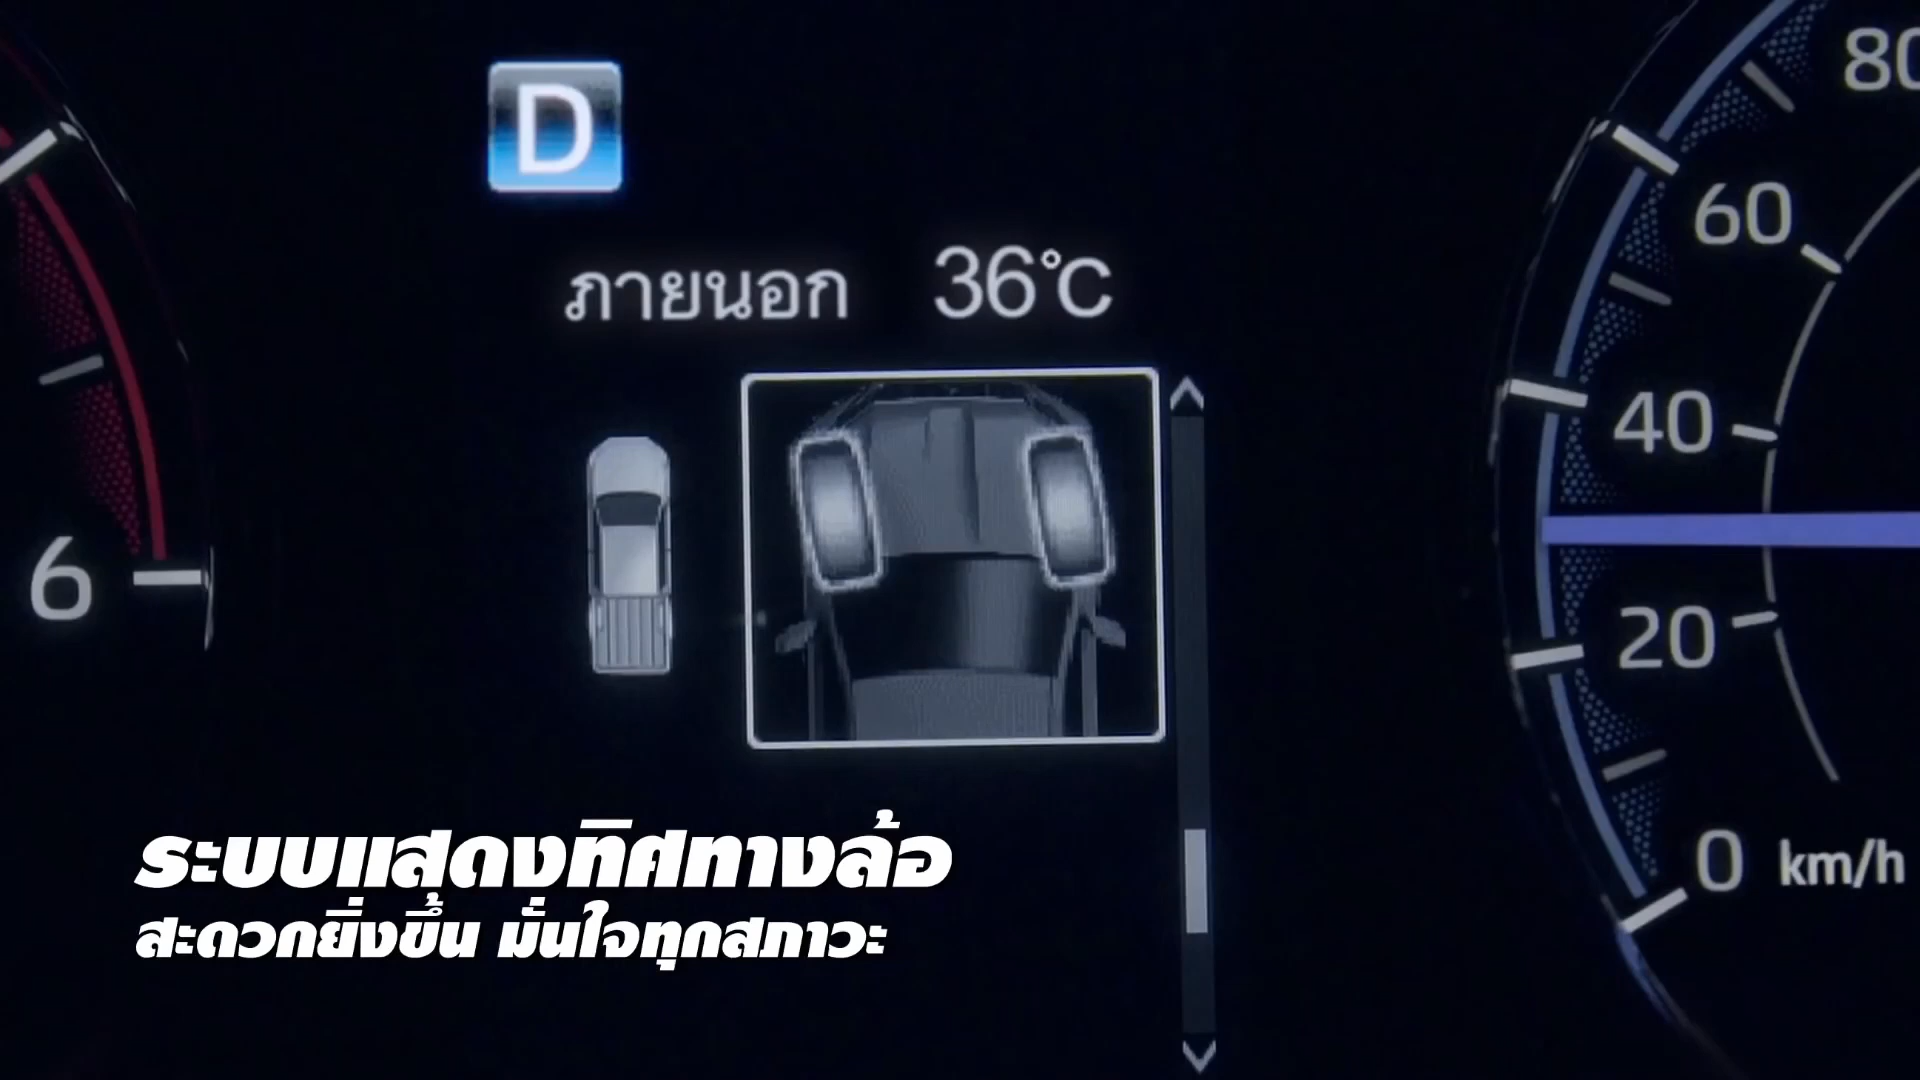 D
ภายนอก 36°C
80
60
40
20
0 km/h
6
ระบบแสดงทิศทางล้อ
สะดวกยิ่งขึ้น มั่นใจทุกสภาวะ